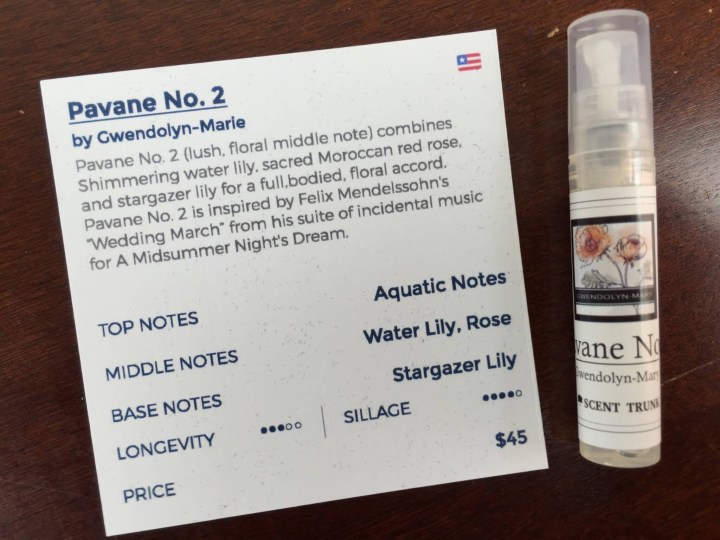 Pavane No. 2
by Gwendolyn-Marie
Pavane No. 2 (lush, floral middle note) combines
Shimmering water lily, sacred Moroccan red rose,
and stargazer lily for a full,bodied, floral accord.
Pavane No. 2 is inspired by Felix Mendelssohn's
"Wedding March" from his suite of incidental music
for A Midsummer Night's Dream.
TOP NOTES Aquatic Notes
MIDDLE NOTES Water Lily, Rose
BASE NOTES Stargazer Lily
LONGEVITY SILLAGE
PRICE $45
GWENDOLYN-MARI
vane No
Gwendolyn-Mary
SCENT TRUNK